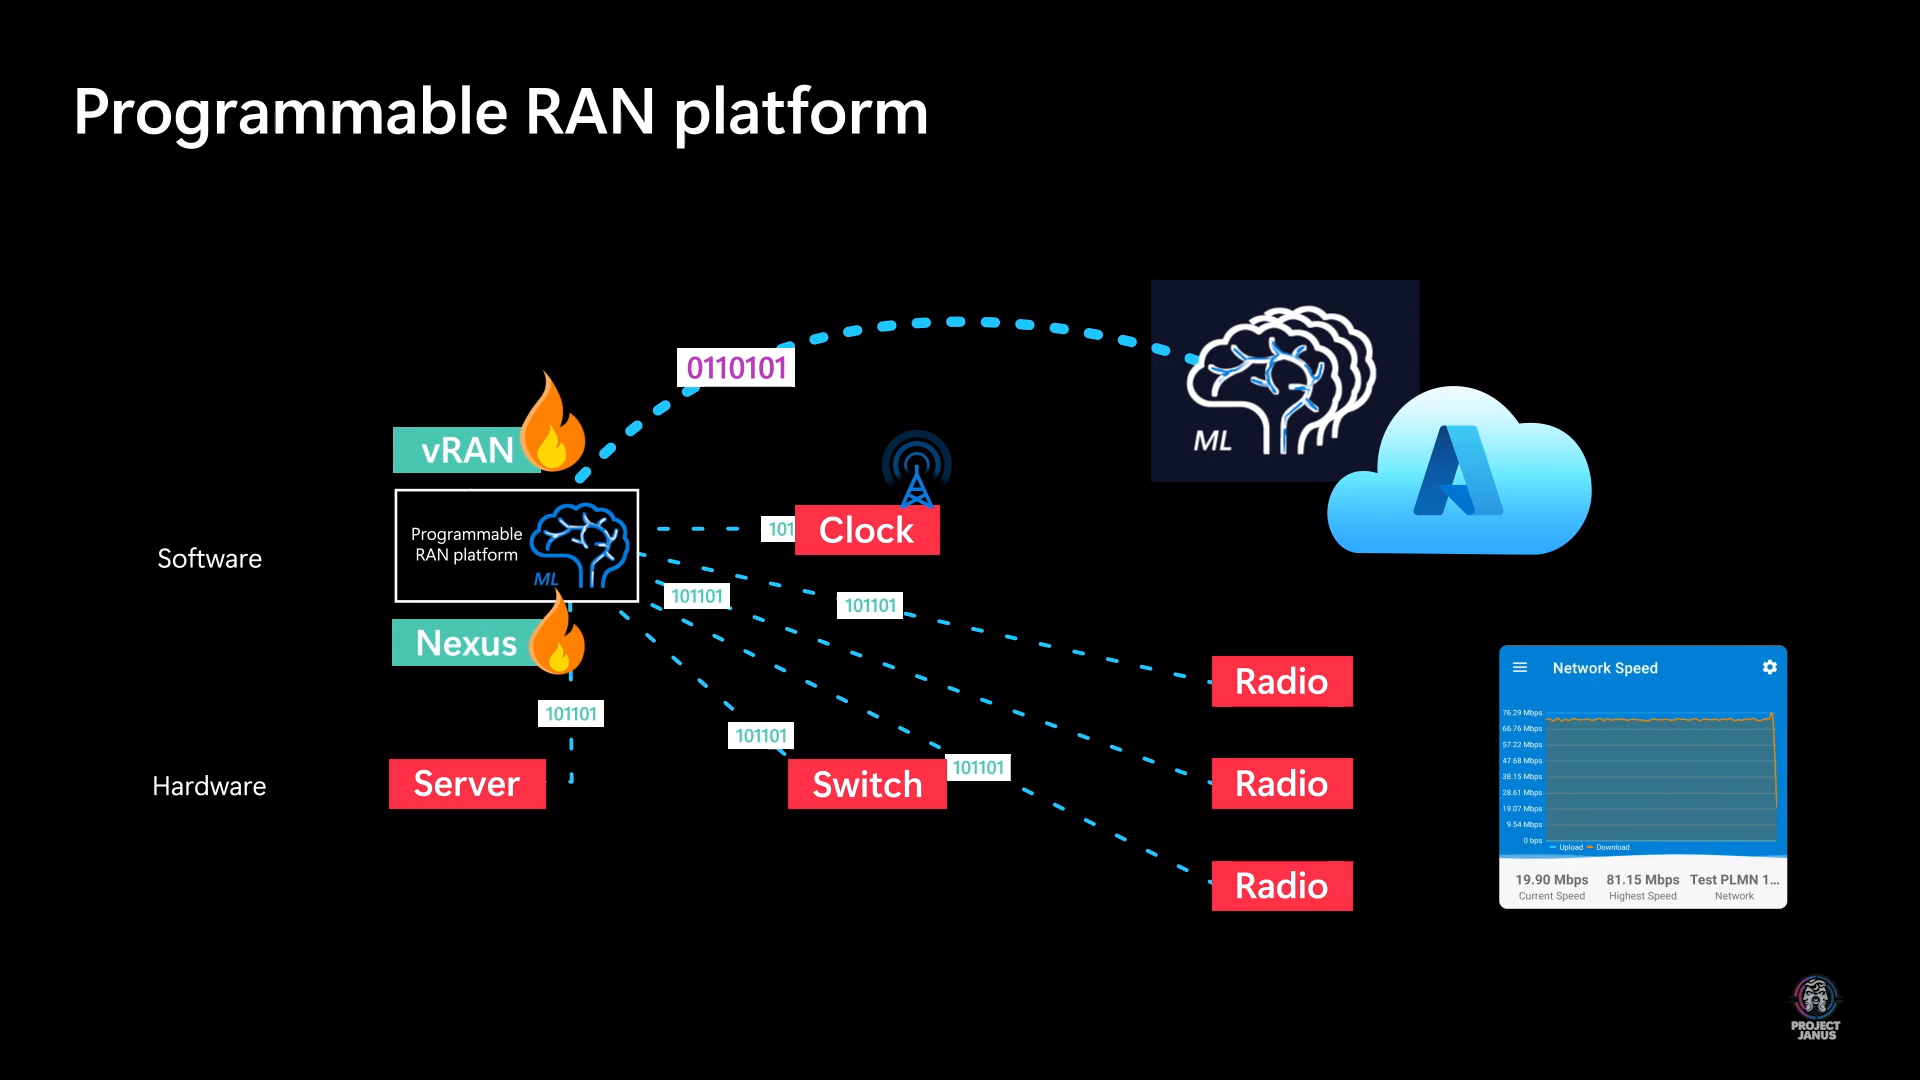 Programmable RAN platform
0110101
ML
vRAN
Programmable
RAN platform
ML
101
Clock
Software
101101
101101
Nexus
101101
101101
101101
Server
Switch
Hardware
Radio
Radio
Radio
Network Speed
76.29 Mbps
66.76 Mbps
57.22 Mbps
47.68 Mbps
38.15 Mbps
28.61 Mbps
19.07 Mbps
9.54 Mbps
0 bps
Upload Download
19.90 Mbps 81.15 Mbps Test PLMN 1...
Current Speed Highest Speed Network
PROJECT
JANUS